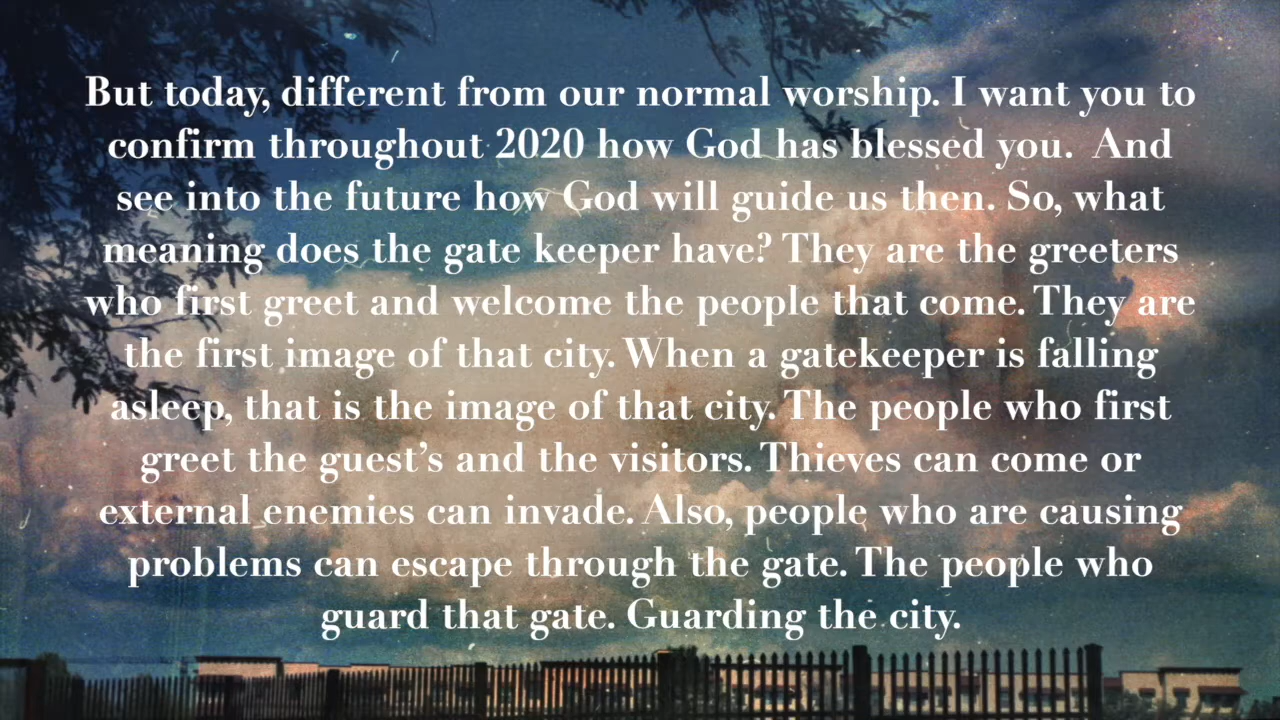 But today, different from our normal worship. I want you to
confirm throughout 2020 how God has blessed you.  And
see into the future how God will guide us then. So, what
meaning does the gate keeper have? They are the greeters
who first greet and welcome the people that come. They are
the first image of that city. When a gatekeeper is falling
asleep, that is the image of that city. The people who first
greet the guest’s and the visitors. Thieves can come or
external enemies can invade. Also, people who are causing
problems can escape through the gate. The people who
guard that gate. Guarding the city.